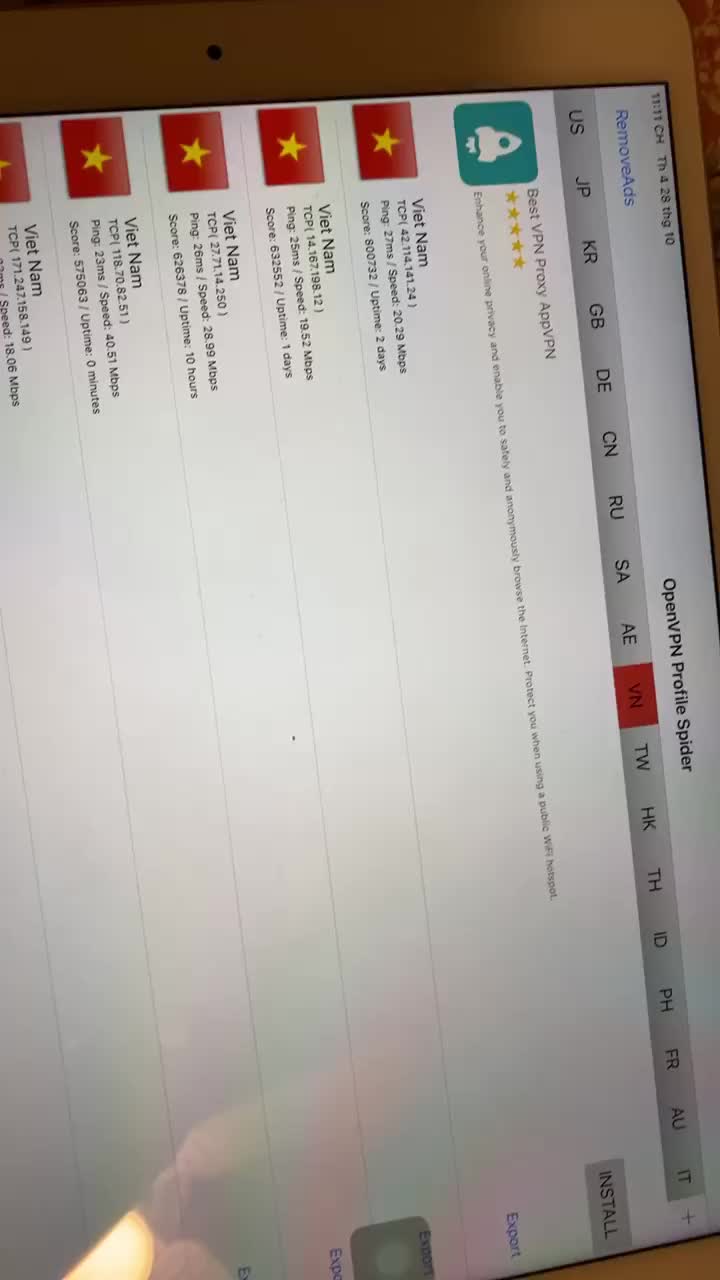 11:11 CH Th 4 28 thg 10
OpenVPN Profile Spider
RemoveAds
+
US JP KR GB DE CN RU SA AE VN TW HK TH ID PH FR AU IT
Best VPN Proxy AppVPN
Enhance your online privacy and enable you to safely and anonymously browse the Internet. Protect you when using a public WiFi hotspot.
INSTALL
Viet Nam
TCP( 42.114.141.24 )
Ping: 27ms / Speed: 20.29 Mbps
Score: 800732 / Uptime: 2 days
Export
Viet Nam
TCP( 14.167.198.12 )
Ping: 25ms / Speed: 19.52 Mbps
Score: 632552 / Uptime: 1 days
Export
Viet Nam
TCP( 27.71.14.250 )
Ping: 26ms / Speed: 28.99 Mbps
Score: 626378 / Uptime: 10 hours
Expo
Viet Nam
TCP( 118.70.82.51 )
Ping: 23ms / Speed: 40.51 Mbps
Score: 575063 / Uptime: 0 minutes
Ex
Viet Nam
TCP( 171.247.158.149 )
/ Speed: 18.06 Mbps